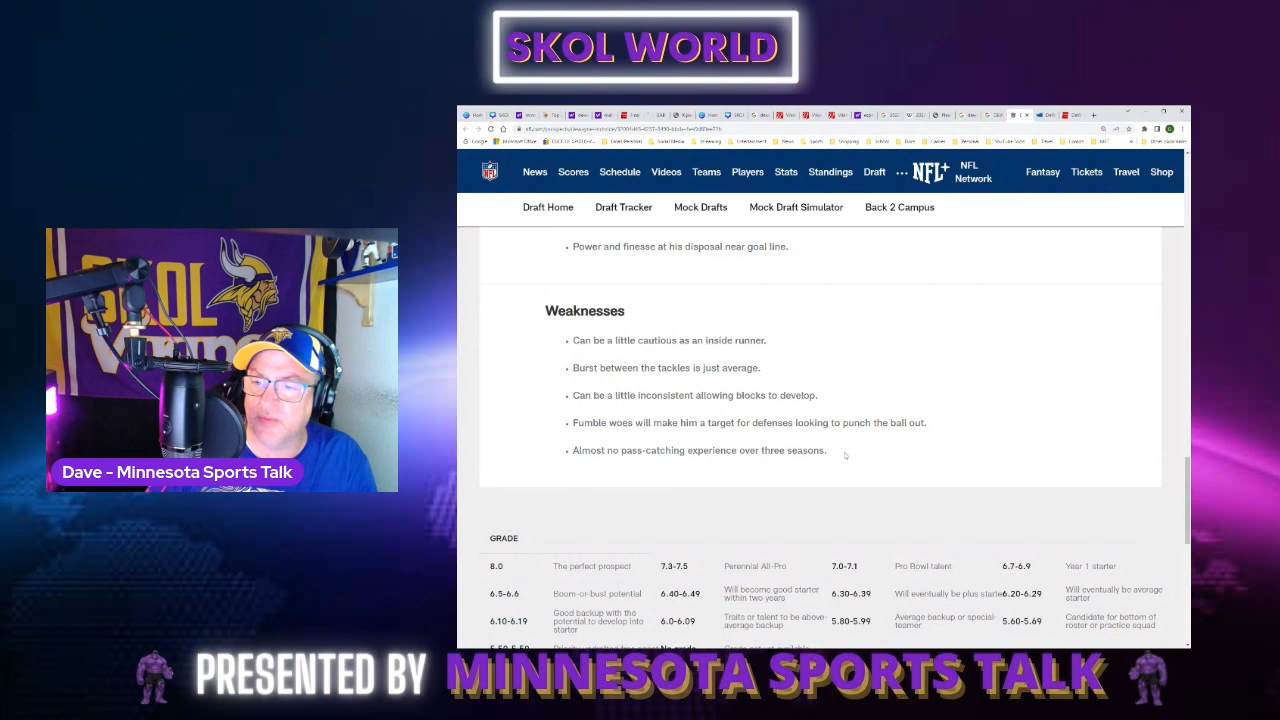 SKOL WORLD
News Scores Schedule Videos Teams Players Stats Standings Draft ... NFL+ NFL Network Fantasy Tickets Travel Shop
Draft Home Draft Tracker Mock Drafts Mock Draft Simulator Back 2 Campus
• Power and finesse at his disposal near goal line.
Weaknesses
• Can be a little cautious as an inside runner.
• Burst between the tackles is just average.
• Can be a little inconsistent allowing blocks to develop.
• Fumble woes will make him a target for defenses looking to punch the ball out.
• Almost no pass-catching experience over three seasons.
SKOL
Dave - Minnesota Sports Talk
GRADE
8.0 The perfect prospect 7.3-7.5 Perennial All-Pro 7.0-7.1 Pro Bowl talent 6.7-6.9 Year 1 starter
6.5-6.6 Boom-or-bust potential 6.40-6.49 Will become good starter within two years 6.30-6.39 Will eventually be plus starter 6.20-6.29 Will eventually be average starter
6.10-6.19 Good backup with the potential to develop into starter 6.0-6.09 Traits or talent to be above-average backup 5.80-5.99 Average backup or special-teamer 5.60-5.69 Candidate for bottom of roster or practice squad
PRESENTED BY MINNESOTA SPORTS TALK